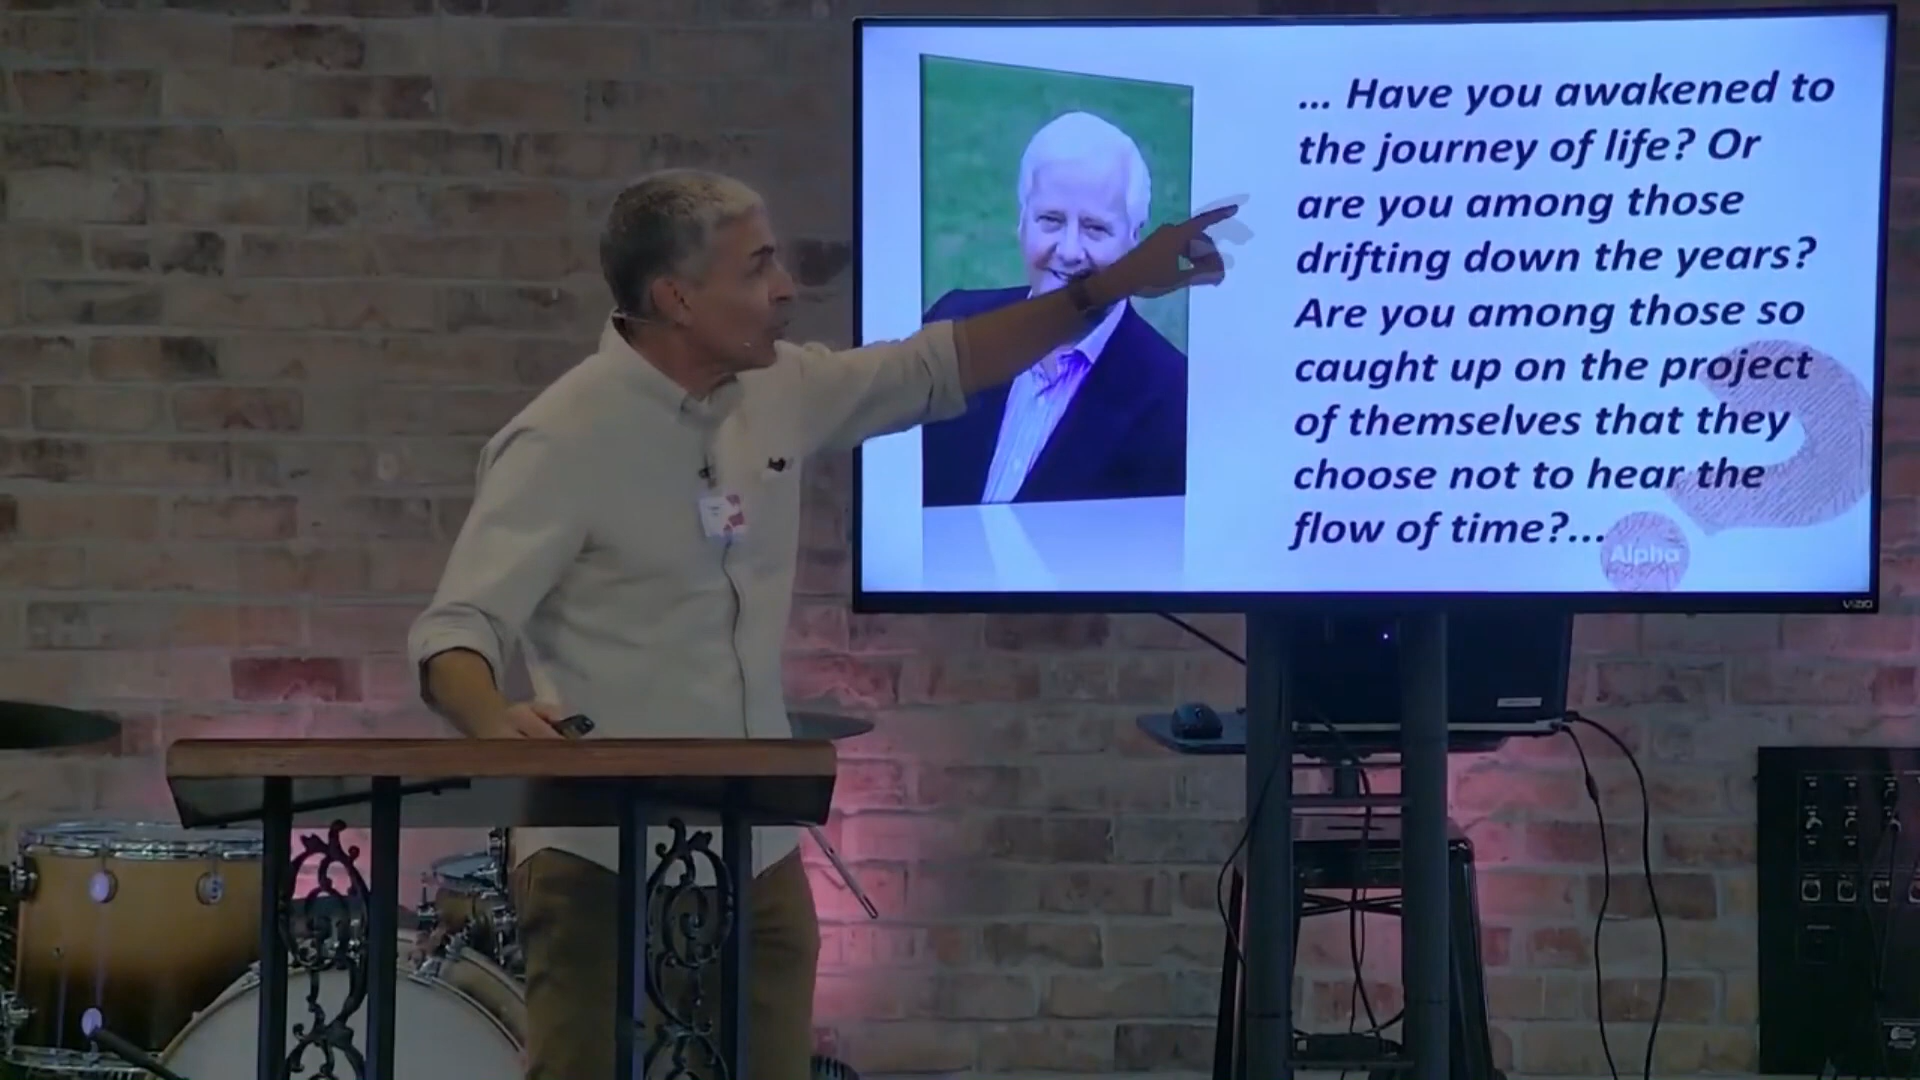 ... Have you awakened to
the journey of life? Or
are you among those
drifting down the years?
Are you among those so
caught up on the project
of themselves that they
choose not to hear the
flow of time?...
Alpha
VIZIO